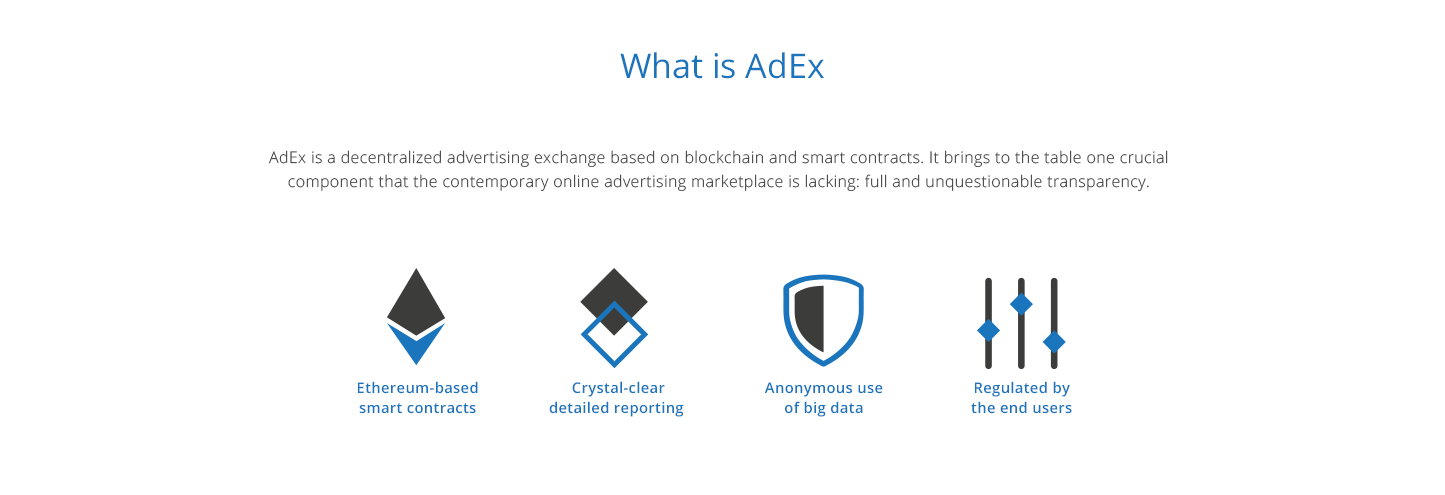 What is AdEx
AdEx is a decentralized advertising exchange based on blockchain and smart contracts. It brings to the table one crucial
component that the contemporary online advertising marketplace is lacking: full and unquestionable transparency.
Ethereum-based
smart contracts
Crystal-clear
detailed reporting
Anonymous use
of big data
Regulated by
the end users